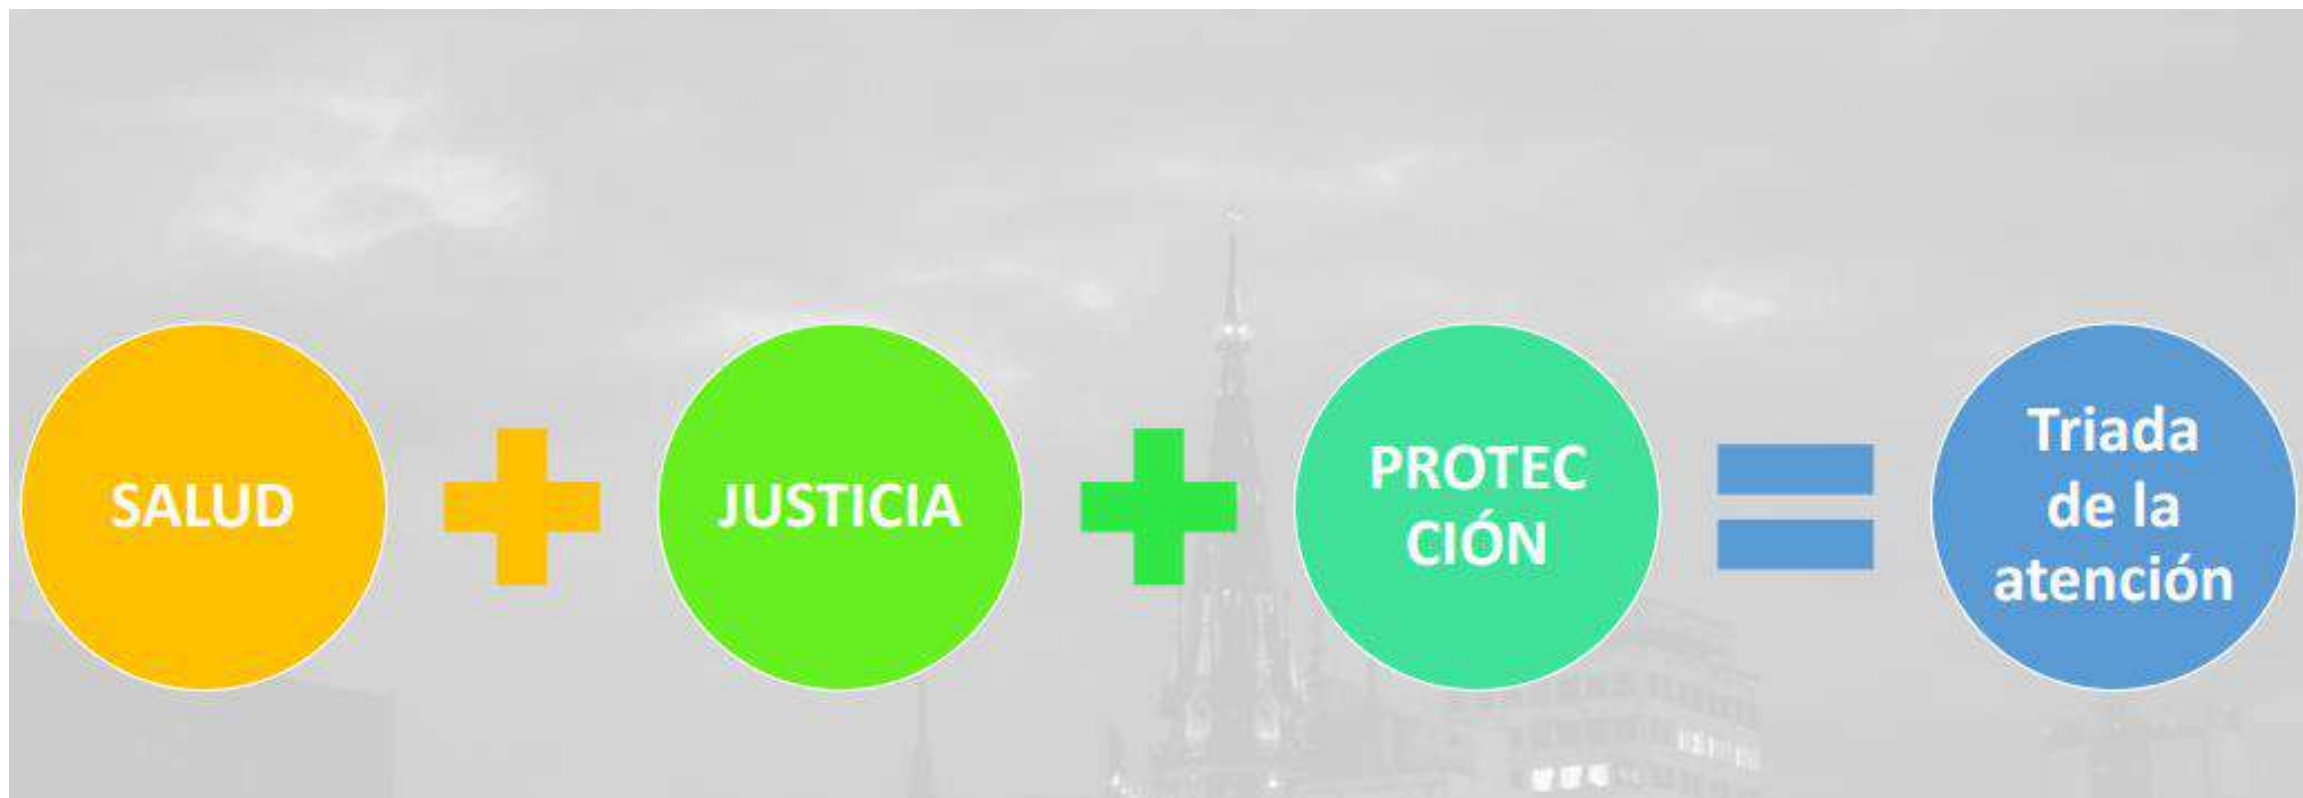 SALUD
JUSTICIA
PROTEC
CIÓN
Triada
de la
atención